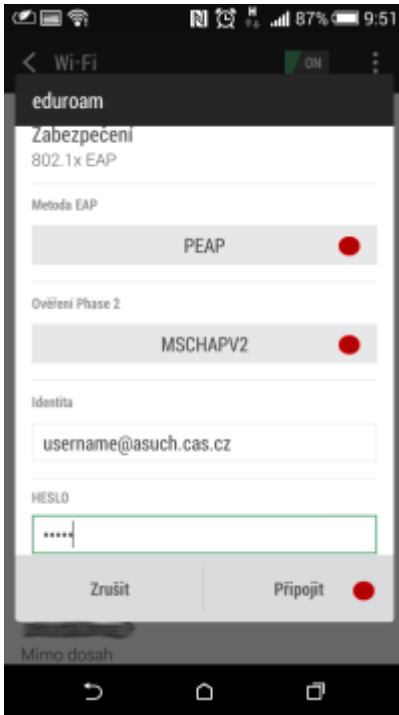 87% 9:51
Wi-Fi ON
eduroam
Zabezpečení
802.1x EAP
Metoda EAP
PEAP
Ověření Phase 2
MSCHAPV2
Identita
username@asuch.cas.cz
HESLO
•••••
Zrušit Připojit
Mimo dosah